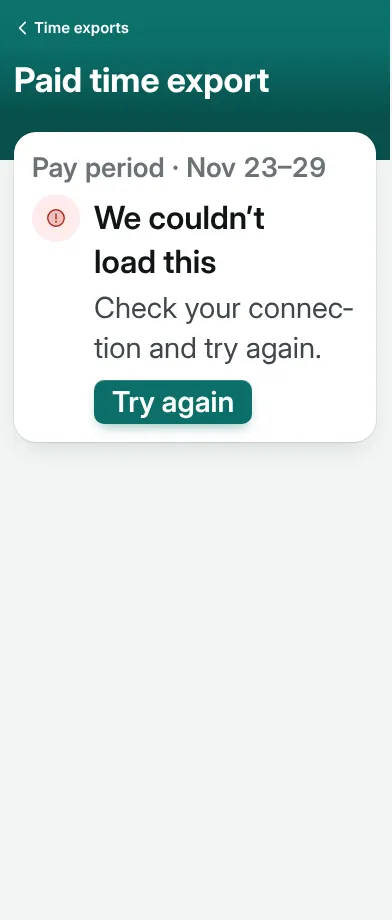 Time exports
Paid time export
Pay period · Nov 23–29
We couldn’t
load this
Check your connec-
tion and try again.
Try again